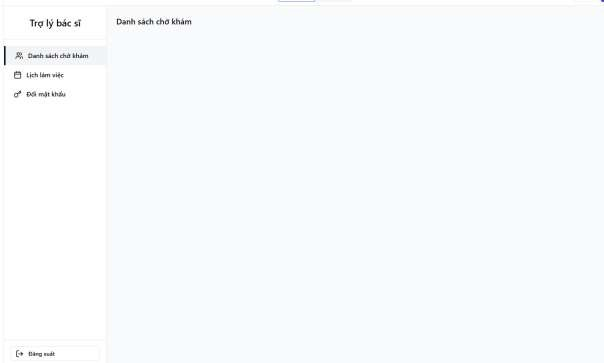 Trợ lý bác sĩ
Danh sách chờ khám
Danh sách chờ khám
Lịch làm việc
Đổi mật khẩu
Đăng xuất